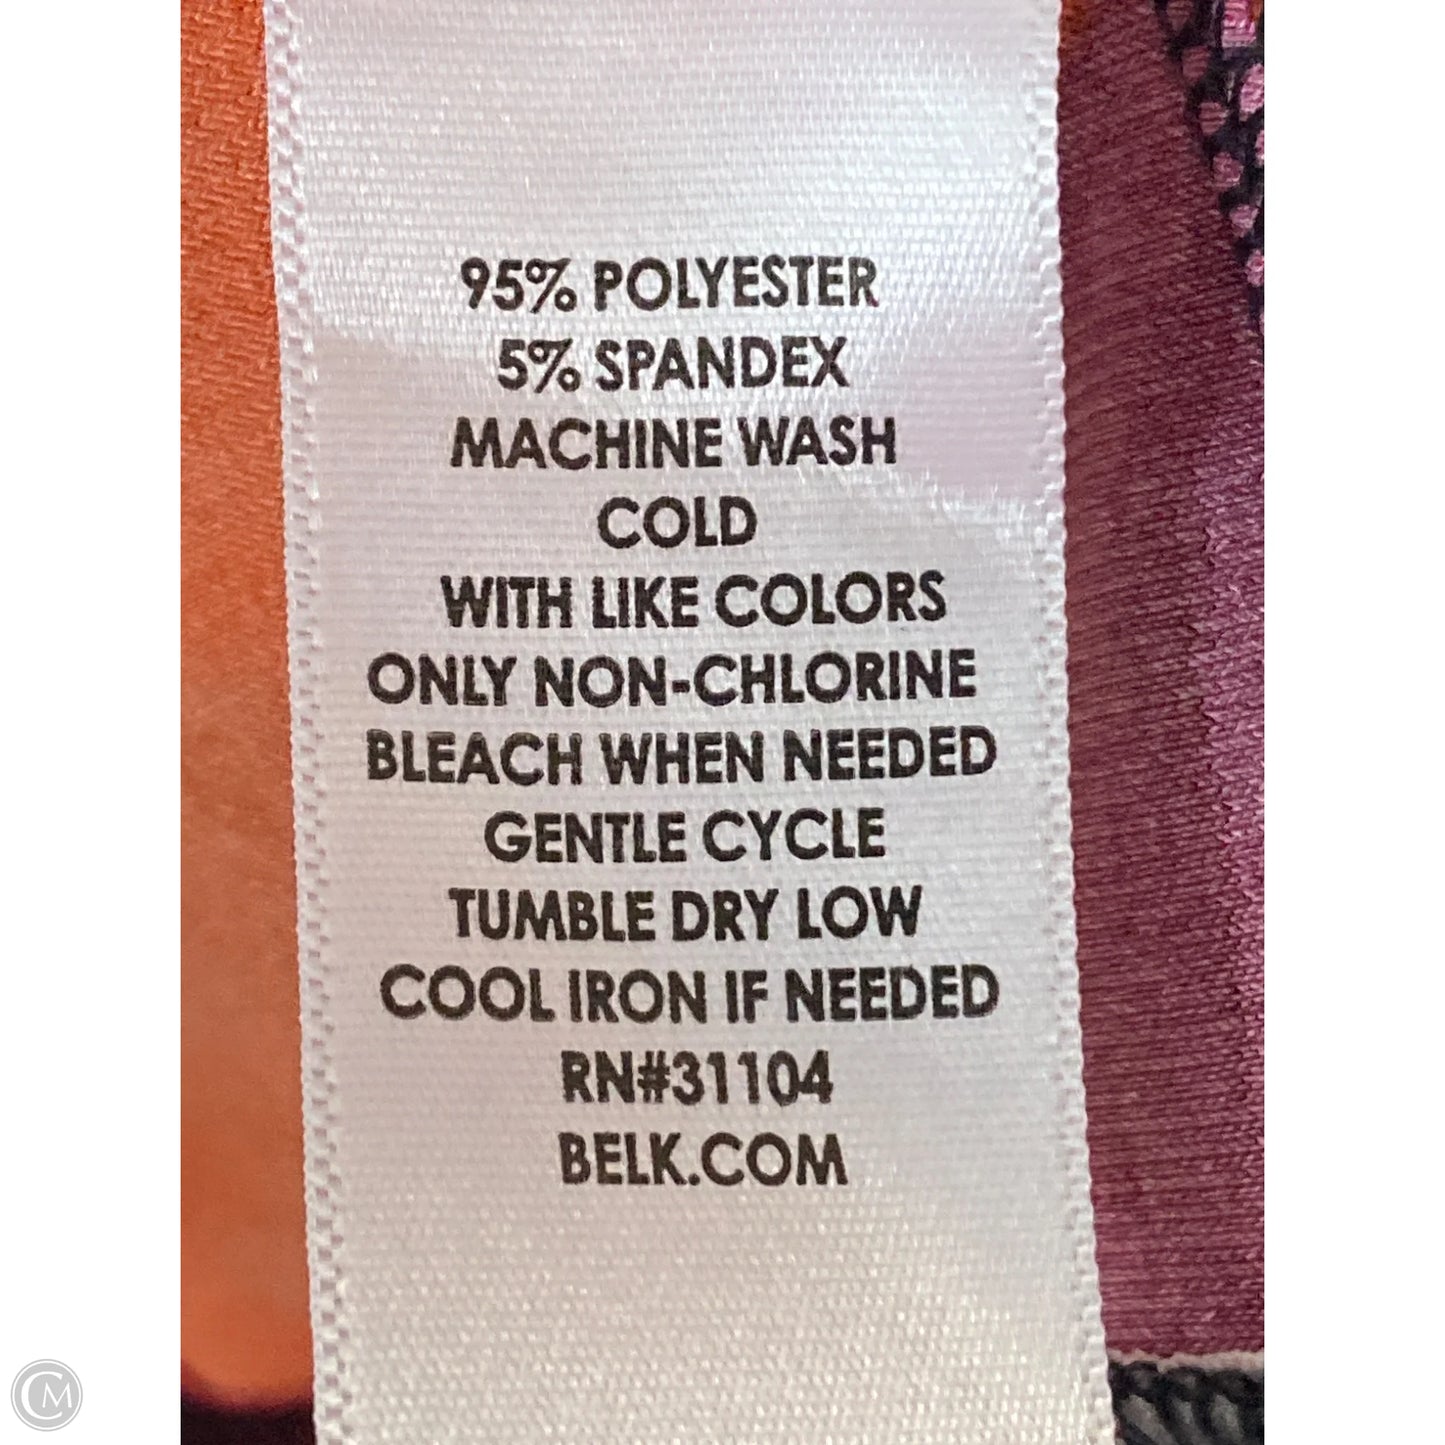 95% POLYESTER
5% SPANDEX
MACHINE WASH
COLD
WITH LIKE COLORS
ONLY NON-CHLORINE
BLEACH WHEN NEEDED
GENTLE CYCLE
TUMBLE DRY LOW
COOL IRON IF NEEDED
RN#31104
BELK.COM
CM